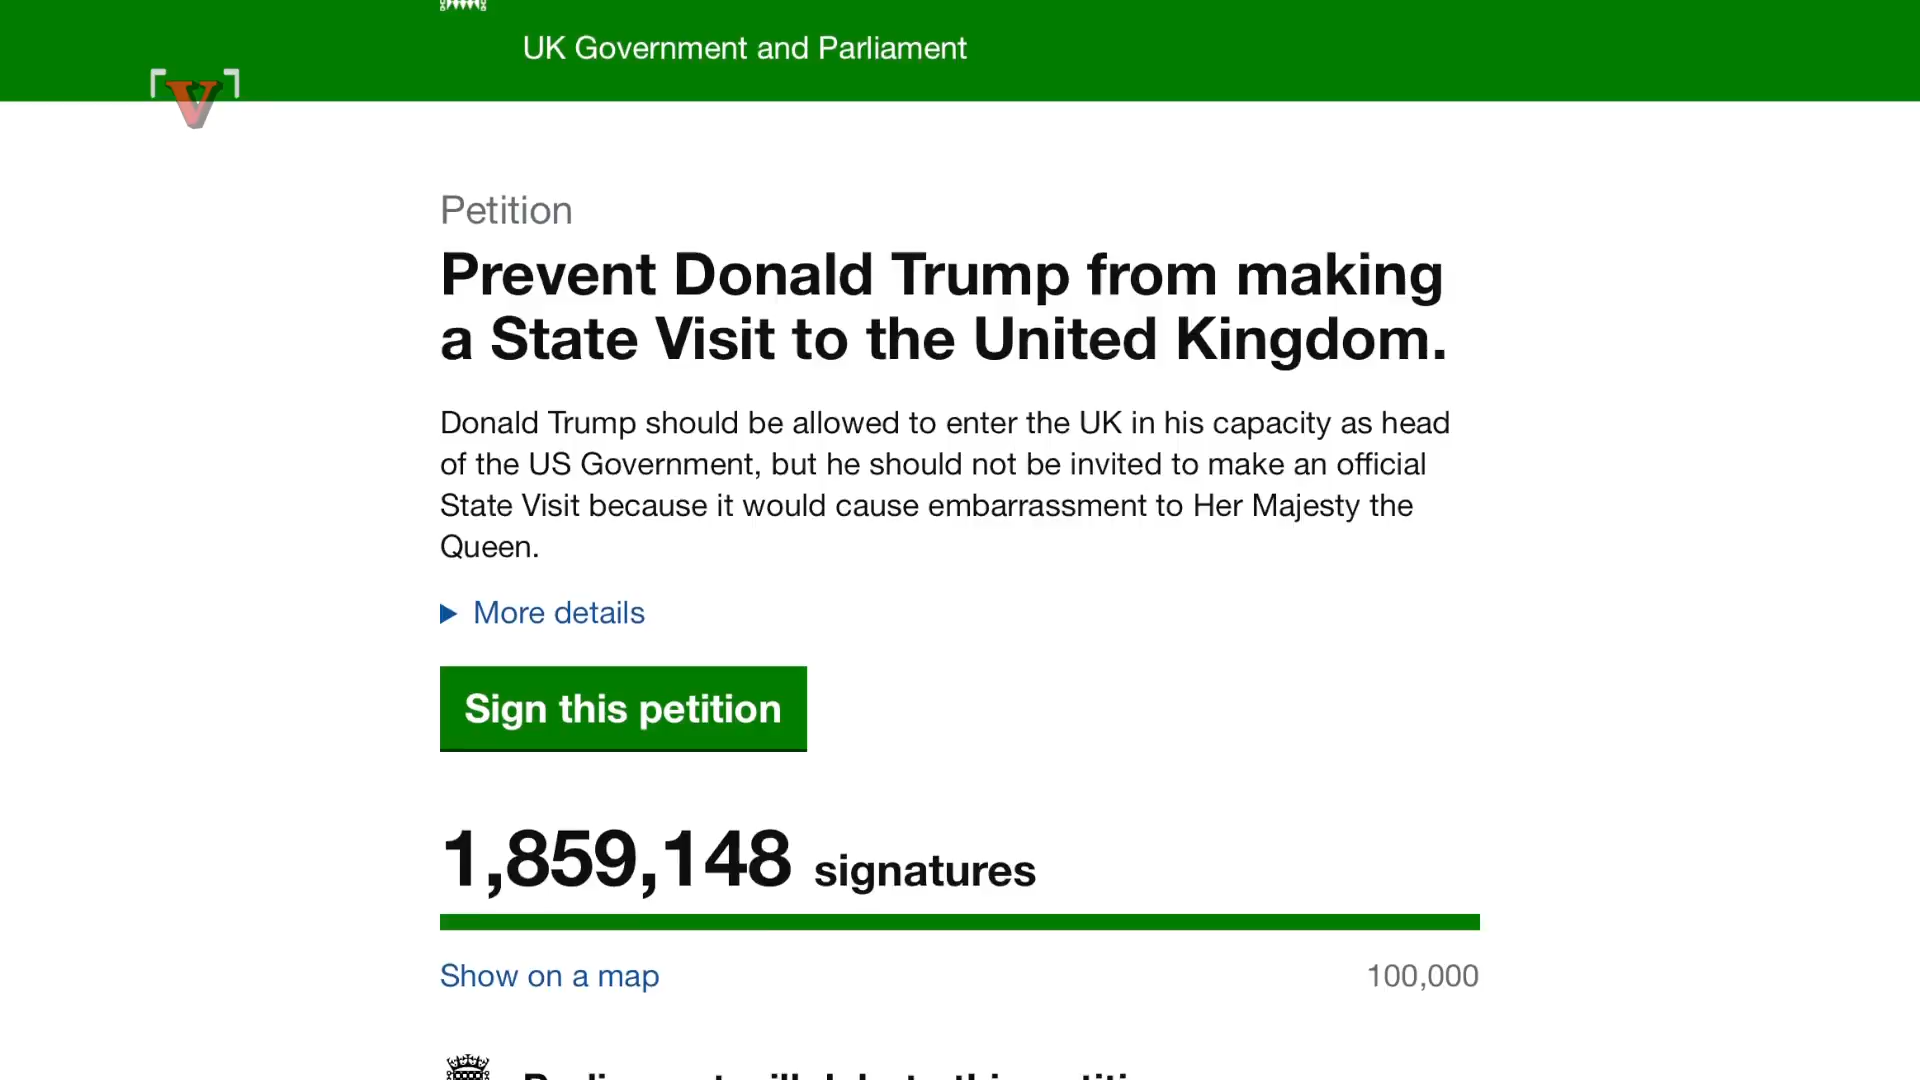 UK Government and Parliament
V
Petition
Prevent Donald Trump from making
a State Visit to the United Kingdom.
Donald Trump should be allowed to enter the UK in his capacity as head
of the US Government, but he should not be invited to make an official
State Visit because it would cause embarrassment to Her Majesty the
Queen.
More details
Sign this petition
1,859,148 signatures
Show on a map
100,000